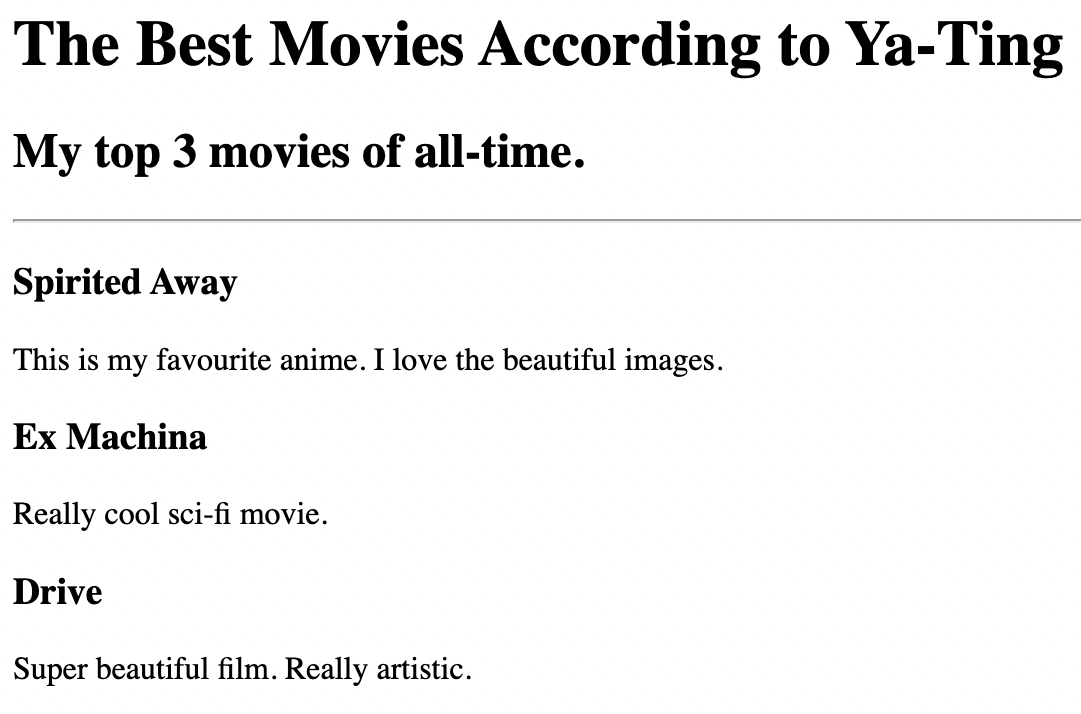 The Best Movies According to Ya-Ting
My top 3 movies of all-time.
Spirited Away
This is my favourite anime. I love the beautiful images.
Ex Machina
Really cool sci-fi movie.
Drive
Super beautiful film. Really artistic.